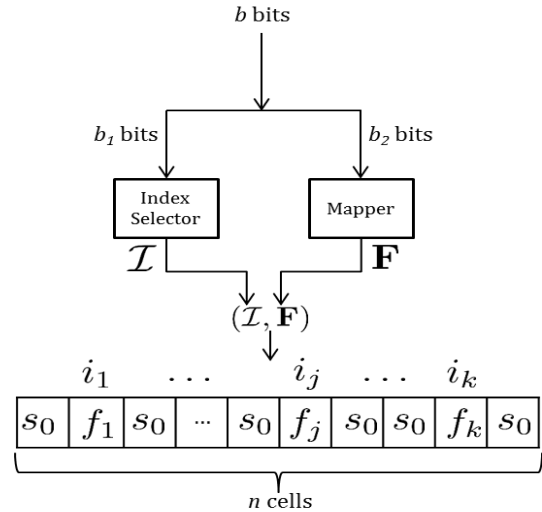 b bits
b₁ bits b₂ bits
Index Selector
Mapper
ℐ F
(ℐ, F)
i₁ ... iⱼ ... iₖ
s₀ f₁ s₀ ... s₀ fⱼ s₀ s₀ fₖ s₀
n cells